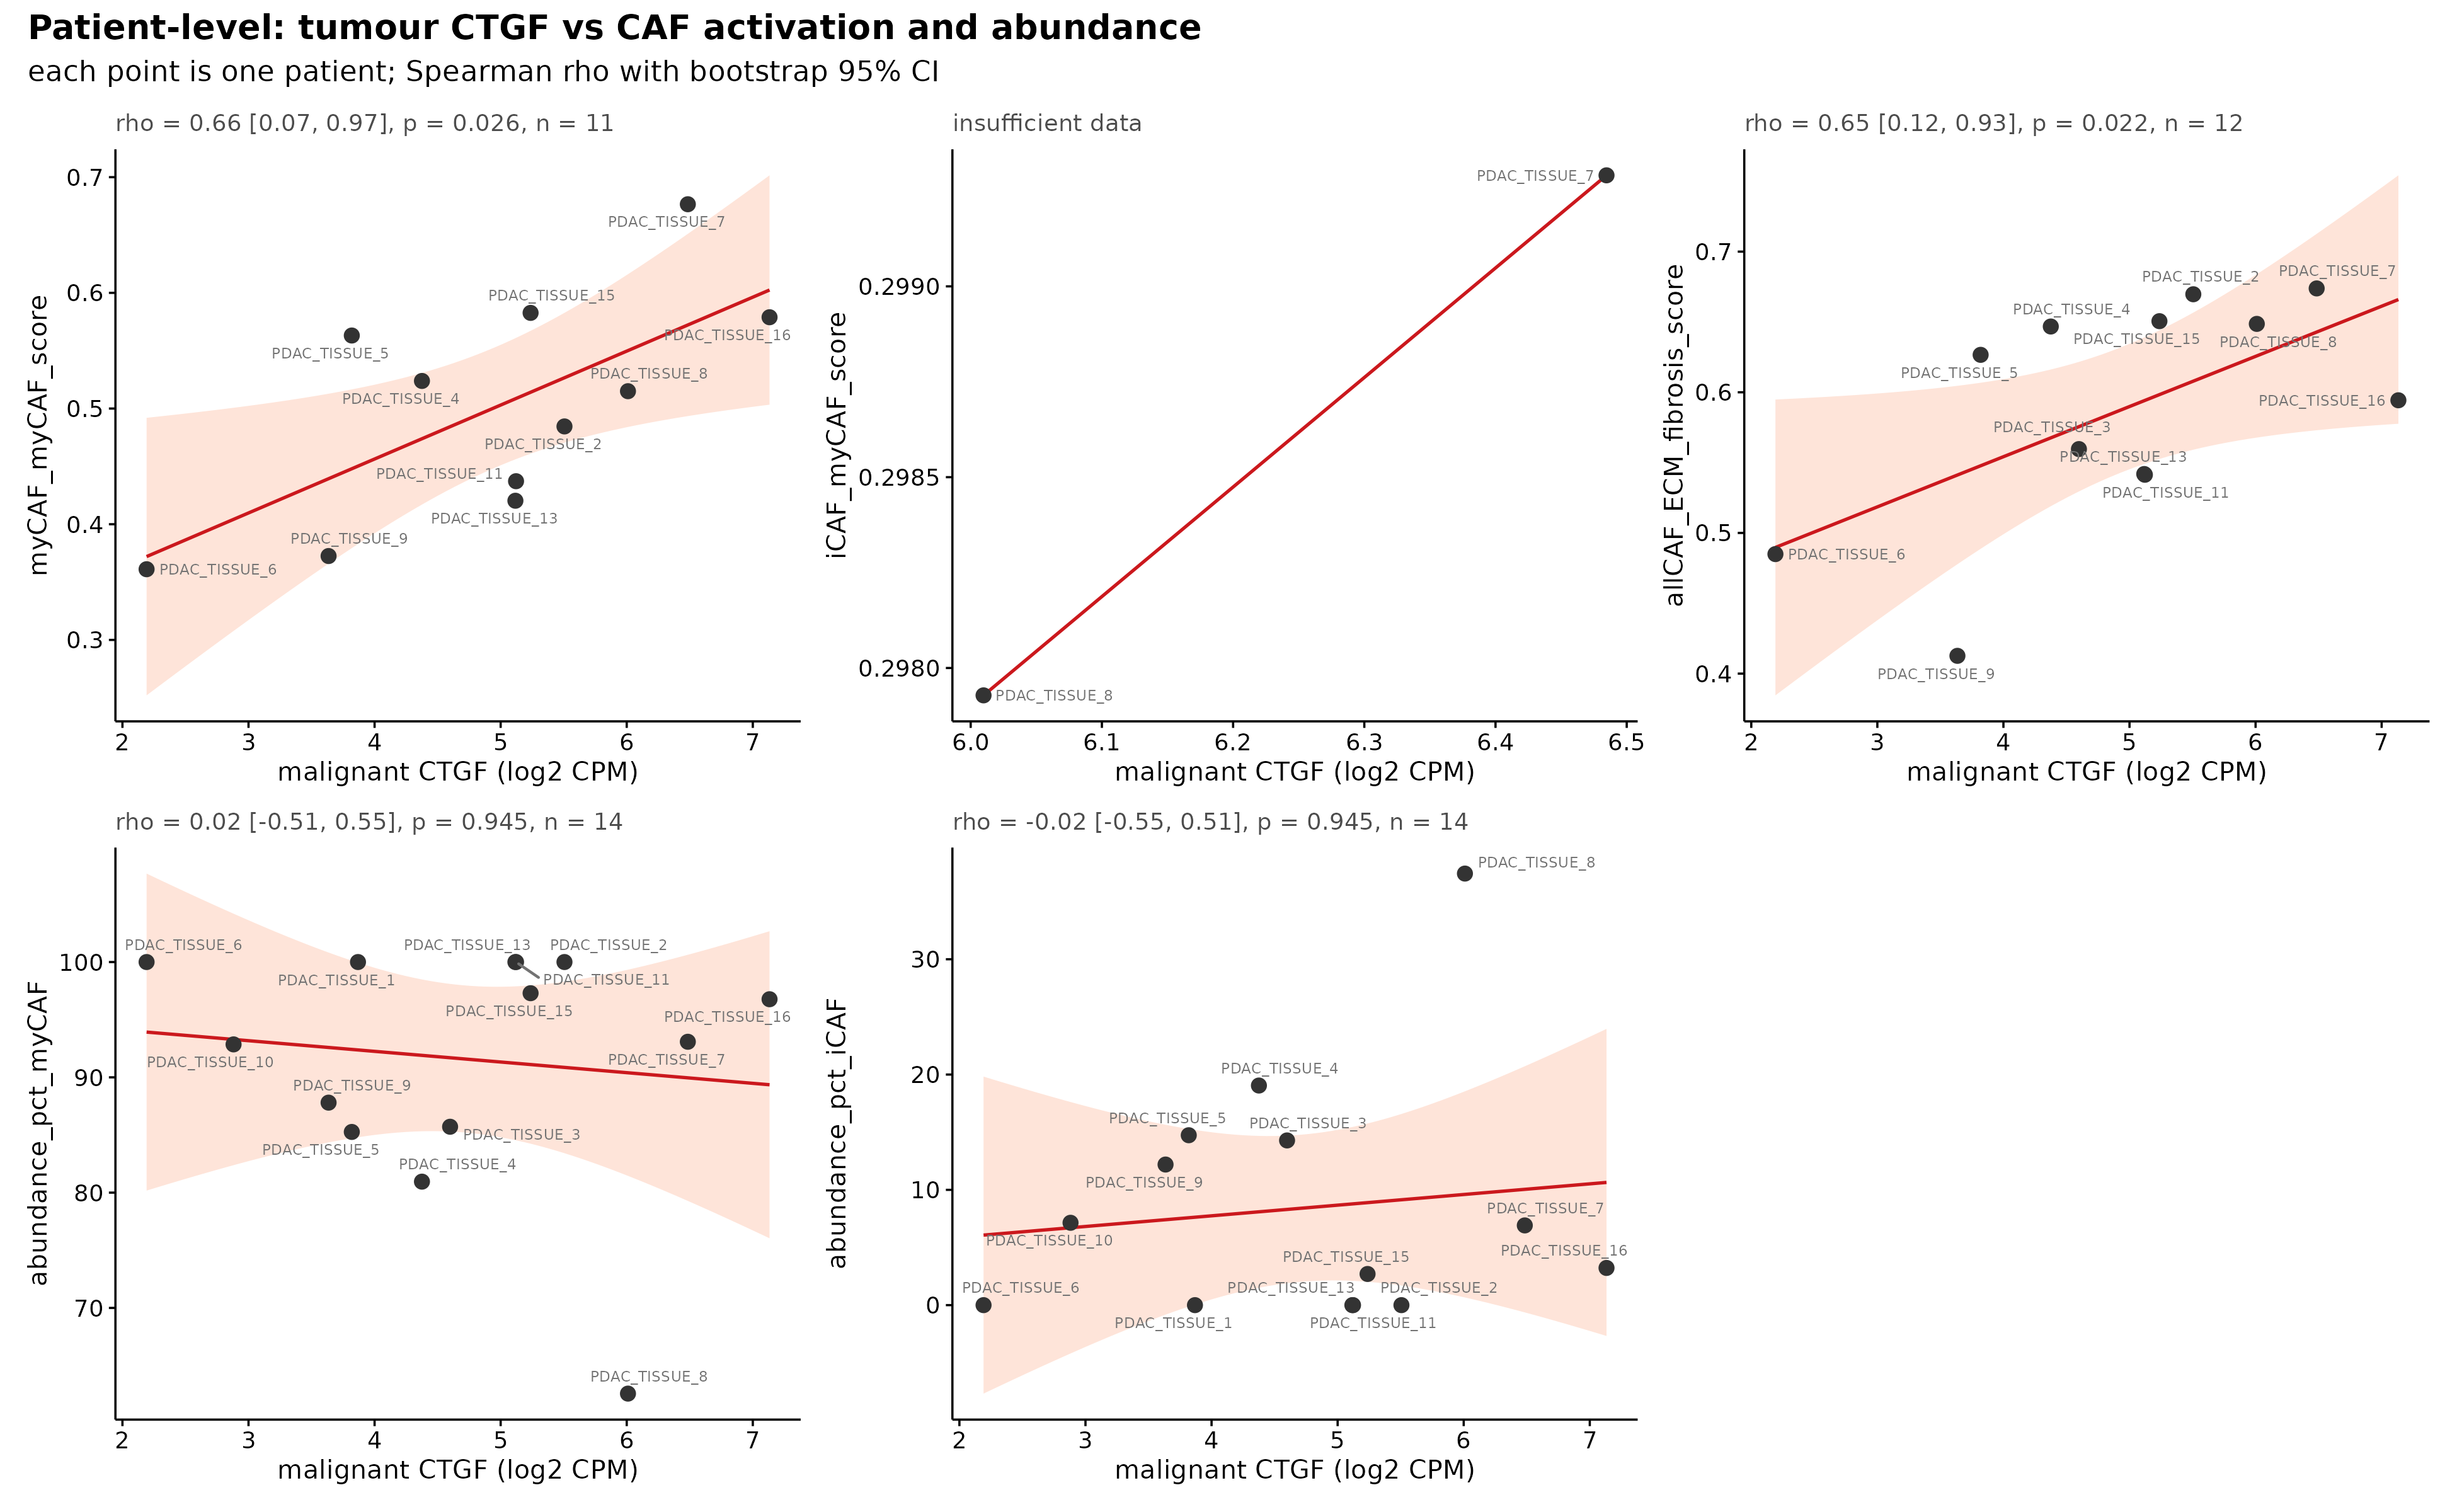 Patient-level: tumour CTGF vs CAF activation and abundance
each point is one patient; Spearman rho with bootstrap 95% CI
rho = 0.66 [0.07, 0.97], p = 0.026, n = 11
myCAF_myCAF_score
0.7
0.6
0.5
0.4
0.3
PDAC_TISSUE_7
PDAC_TISSUE_15
PDAC_TISSUE_16
PDAC_TISSUE_5
PDAC_TISSUE_8
PDAC_TISSUE_4
PDAC_TISSUE_2
PDAC_TISSUE_11
PDAC_TISSUE_13
PDAC_TISSUE_9
PDAC_TISSUE_6
2 3 4 5 6 7
malignant CTGF (log2 CPM)
insufficient data
iCAF_myCAF_score
0.2990
0.2985
0.2980
PDAC_TISSUE_7
PDAC_TISSUE_8
6.0 6.1 6.2 6.3 6.4 6.5
malignant CTGF (log2 CPM)
rho = 0.65 [0.12, 0.93], p = 0.022, n = 12
allCAF_ECM_fibrosis_score
0.7
0.6
0.5
0.4
PDAC_TISSUE_7
PDAC_TISSUE_2
PDAC_TISSUE_4
PDAC_TISSUE_15
PDAC_TISSUE_8
PDAC_TISSUE_5
PDAC_TISSUE_16
PDAC_TISSUE_3
PDAC_TISSUE_13
PDAC_TISSUE_11
PDAC_TISSUE_6
PDAC_TISSUE_9
2 3 4 5 6 7
malignant CTGF (log2 CPM)
rho = 0.02 [-0.51, 0.55], p = 0.945, n = 14
abundance_pct_myCAF
100
90
80
70
PDAC_TISSUE_6
PDAC_TISSUE_13
PDAC_TISSUE_2
PDAC_TISSUE_1
PDAC_TISSUE_11
PDAC_TISSUE_15
PDAC_TISSUE_16
PDAC_TISSUE_10
PDAC_TISSUE_7
PDAC_TISSUE_9
PDAC_TISSUE_3
PDAC_TISSUE_5
PDAC_TISSUE_4
PDAC_TISSUE_8
2 3 4 5 6 7
malignant CTGF (log2 CPM)
rho = -0.02 [-0.55, 0.51], p = 0.945, n = 14
abundance_pct_iCAF
30
20
10
0
PDAC_TISSUE_8
PDAC_TISSUE_4
PDAC_TISSUE_5
PDAC_TISSUE_3
PDAC_TISSUE_9
PDAC_TISSUE_7
PDAC_TISSUE_10
PDAC_TISSUE_16
PDAC_TISSUE_15
PDAC_TISSUE_6
PDAC_TISSUE_13
PDAC_TISSUE_2
PDAC_TISSUE_1
PDAC_TISSUE_11
2 3 4 5 6 7
malignant CTGF (log2 CPM)